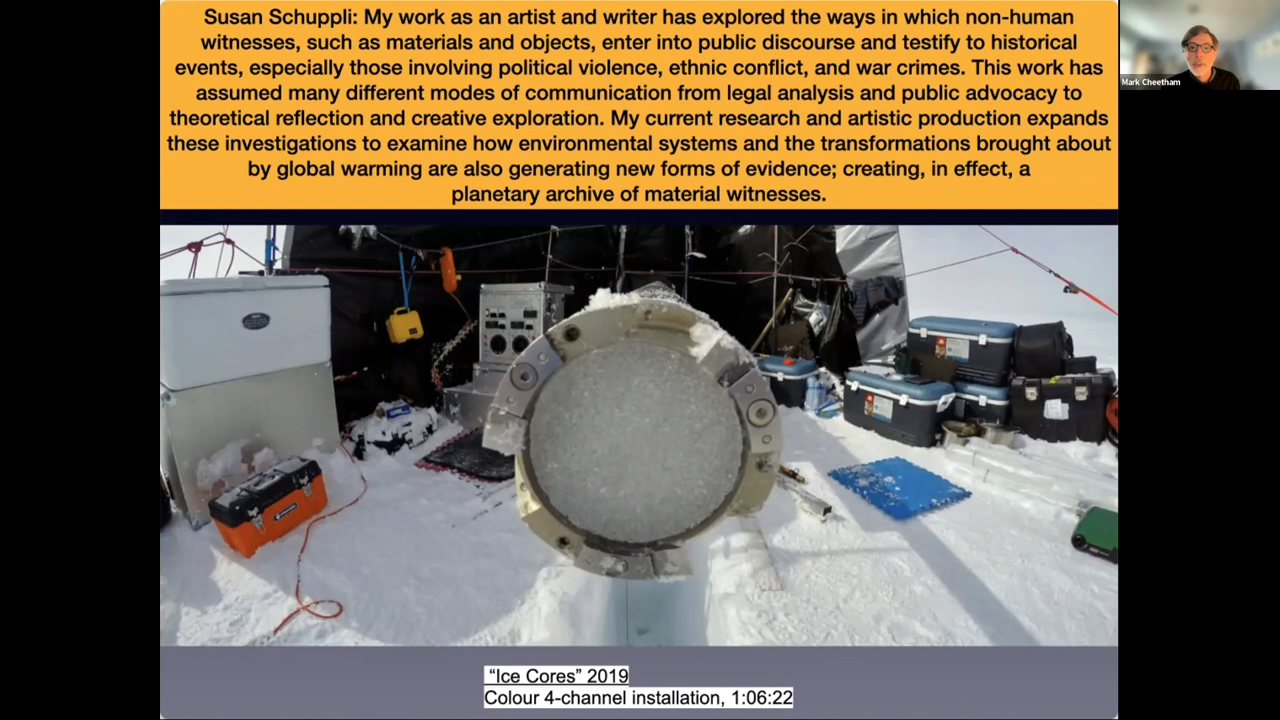 Susan Schuppli: My work as an artist and writer has explored the ways in which non-human
witnesses, such as materials and objects, enter into public discourse and testify to historical
events, especially those involving political violence, ethnic conflict, and war crimes. This work has
assumed many different modes of communication from legal analysis and public advocacy to
theoretical reflection and creative exploration. My current research and artistic production expands
these investigations to examine how environmental systems and the transformations brought about
by global warming are also generating new forms of evidence; creating, in effect, a
planetary archive of material witnesses.
Mark Cheetham
“Ice Cores” 2019
Colour 4-channel installation, 1:06:22